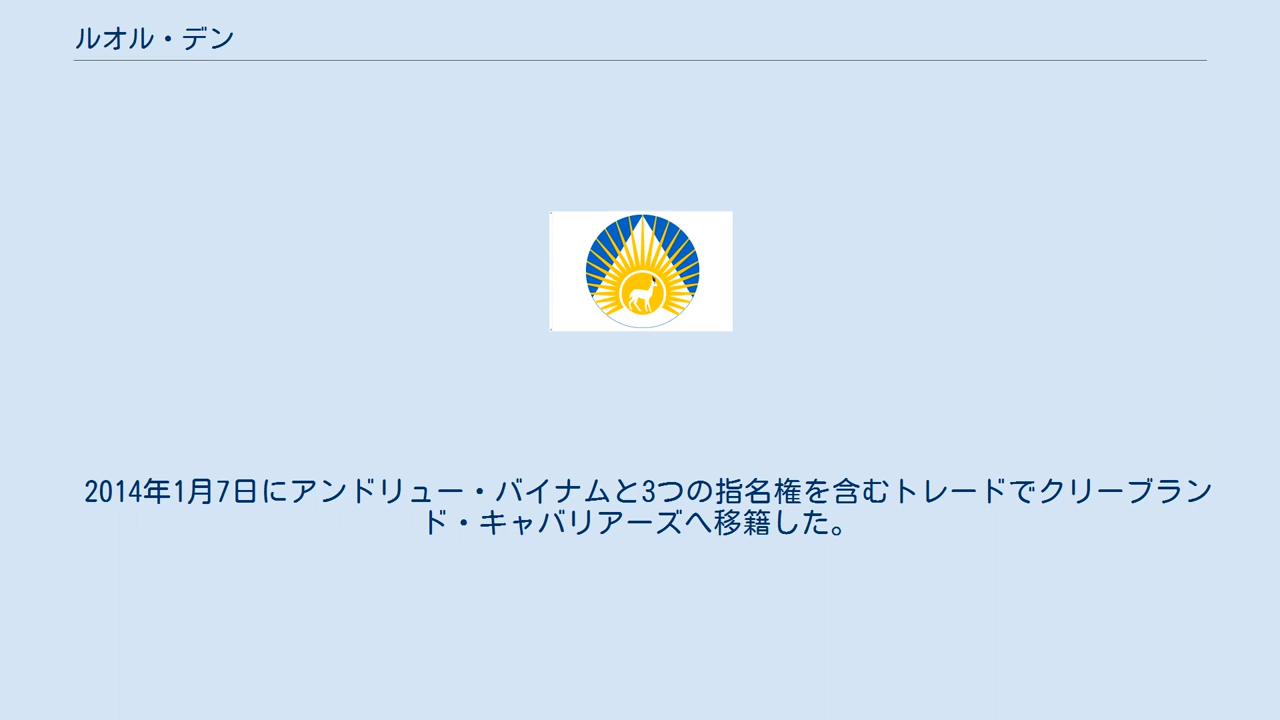 ルオル・デン
2014年1月7日にアンドリュー・バイナムと3つの指名権を含むトレードでクリーブラン
ド・キャバリアーズへ移籍した。